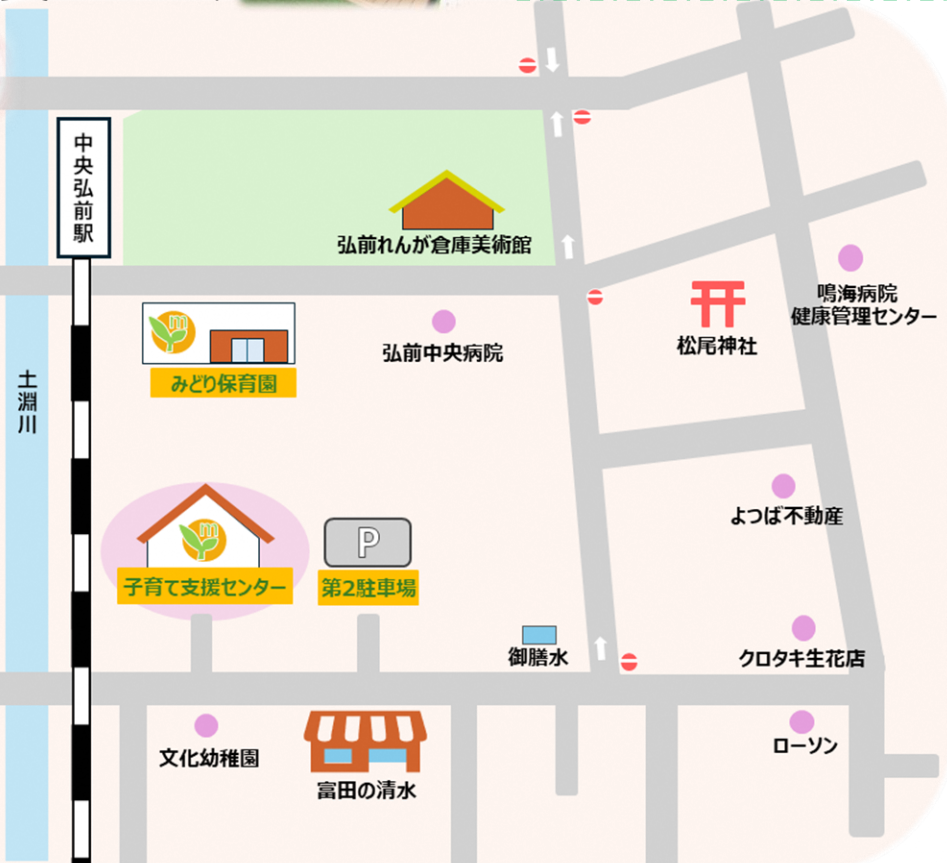 中央弘前駅
弘前れんが倉庫美術館
鳴海病院
健康管理センター
松尾神社
弘前中央病院
みどり保育園
土淵川
よつば不動産
P
子育て支援センター
第2駐車場
御膳水
クロタキ生花店
ローソン
文化幼稚園
富田の清水